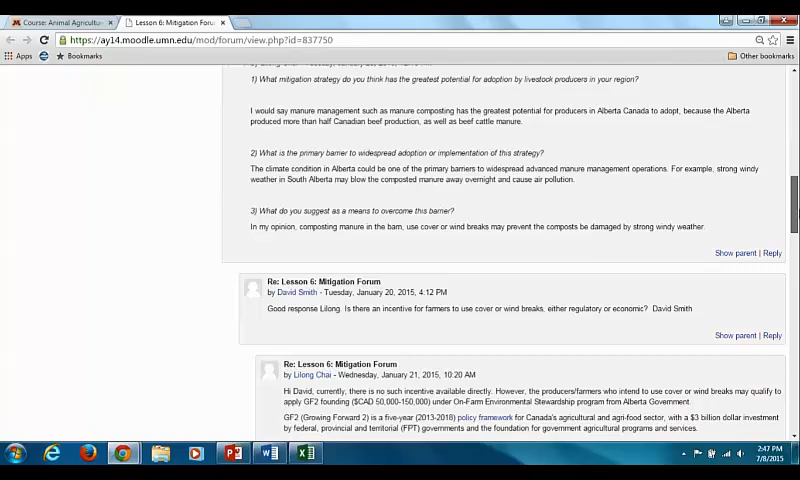 Course: Animal Agricultu
Lesson 6: Mitigation Foru
https://ay14.moodle.umn.edu/mod/forum/view.php?id=837750
Apps
Bookmarks
Other bookmarks
1) What mitigation strategy do you think has the greatest potential for adoption by livestock producers in your region?
I would say manure management such as manure composting has the greatest potential for producers in Alberta Canada to adopt, because the Alberta
produced more than half Canadian beef production, as well as beef cattle manure.
2) What is the primary barrier to widespread adoption or implementation of this strategy?
The climate condition in Alberta could be one of the primary barriers to widespread advanced manure management operations. For example, strong windy
weather in South Alberta may blow the composted manure away overnight and cause air pollution.
3) What do you suggest as a means to overcome this barrier?
In my opinion, composting manure in the barn, use cover or wind breaks may prevent the composts be damaged by strong windy weather.
Show parent | Reply
Re: Lesson 6: Mitigation Forum
by David Smith - Tuesday, January 20, 2015, 4:12 PM
Good response Lilong. Is there an incentive for farmers to use cover or wind breaks, either regulatory or economic? David Smith
Show parent | Reply
Re: Lesson 6: Mitigation Forum
by Lilong Chai - Wednesday, January 21, 2015, 10:20 AM
Hi David, currently, there is no such incentive available directly. However, the producers/farmers who intend to use cover or wind breaks may qualify to
apply GF2 founding ($CAD 50,000-150,000) under On-Farm Environmental Stewardship program from Alberta Government.
GF2 (Growing Forward 2) is a five-year (2013-2018) policy framework for Canada's agricultural and agri-food sector, with a $3 billion dollar investment
by federal, provincial and territorial (FPT) governments and the foundation for government agricultural programs and services.
2:47 PM
7/8/2015